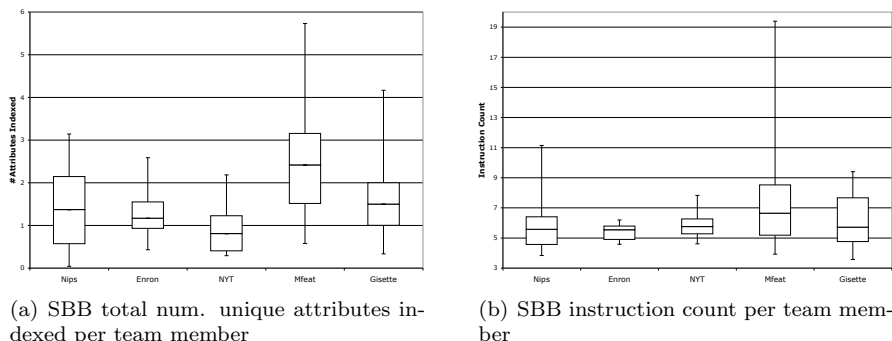 6
5
4
3
2
1
0
#Attributes Indexed
Nips Enron NYT Mfeat Gisette
(a) SBB total num. unique attributes in-
dexed per team member
19
17
15
13
11
9
7
5
3
Instruction Count
Nips Enron NYT Mfeat Gisette
(b) SBB instruction count per team mem-
ber